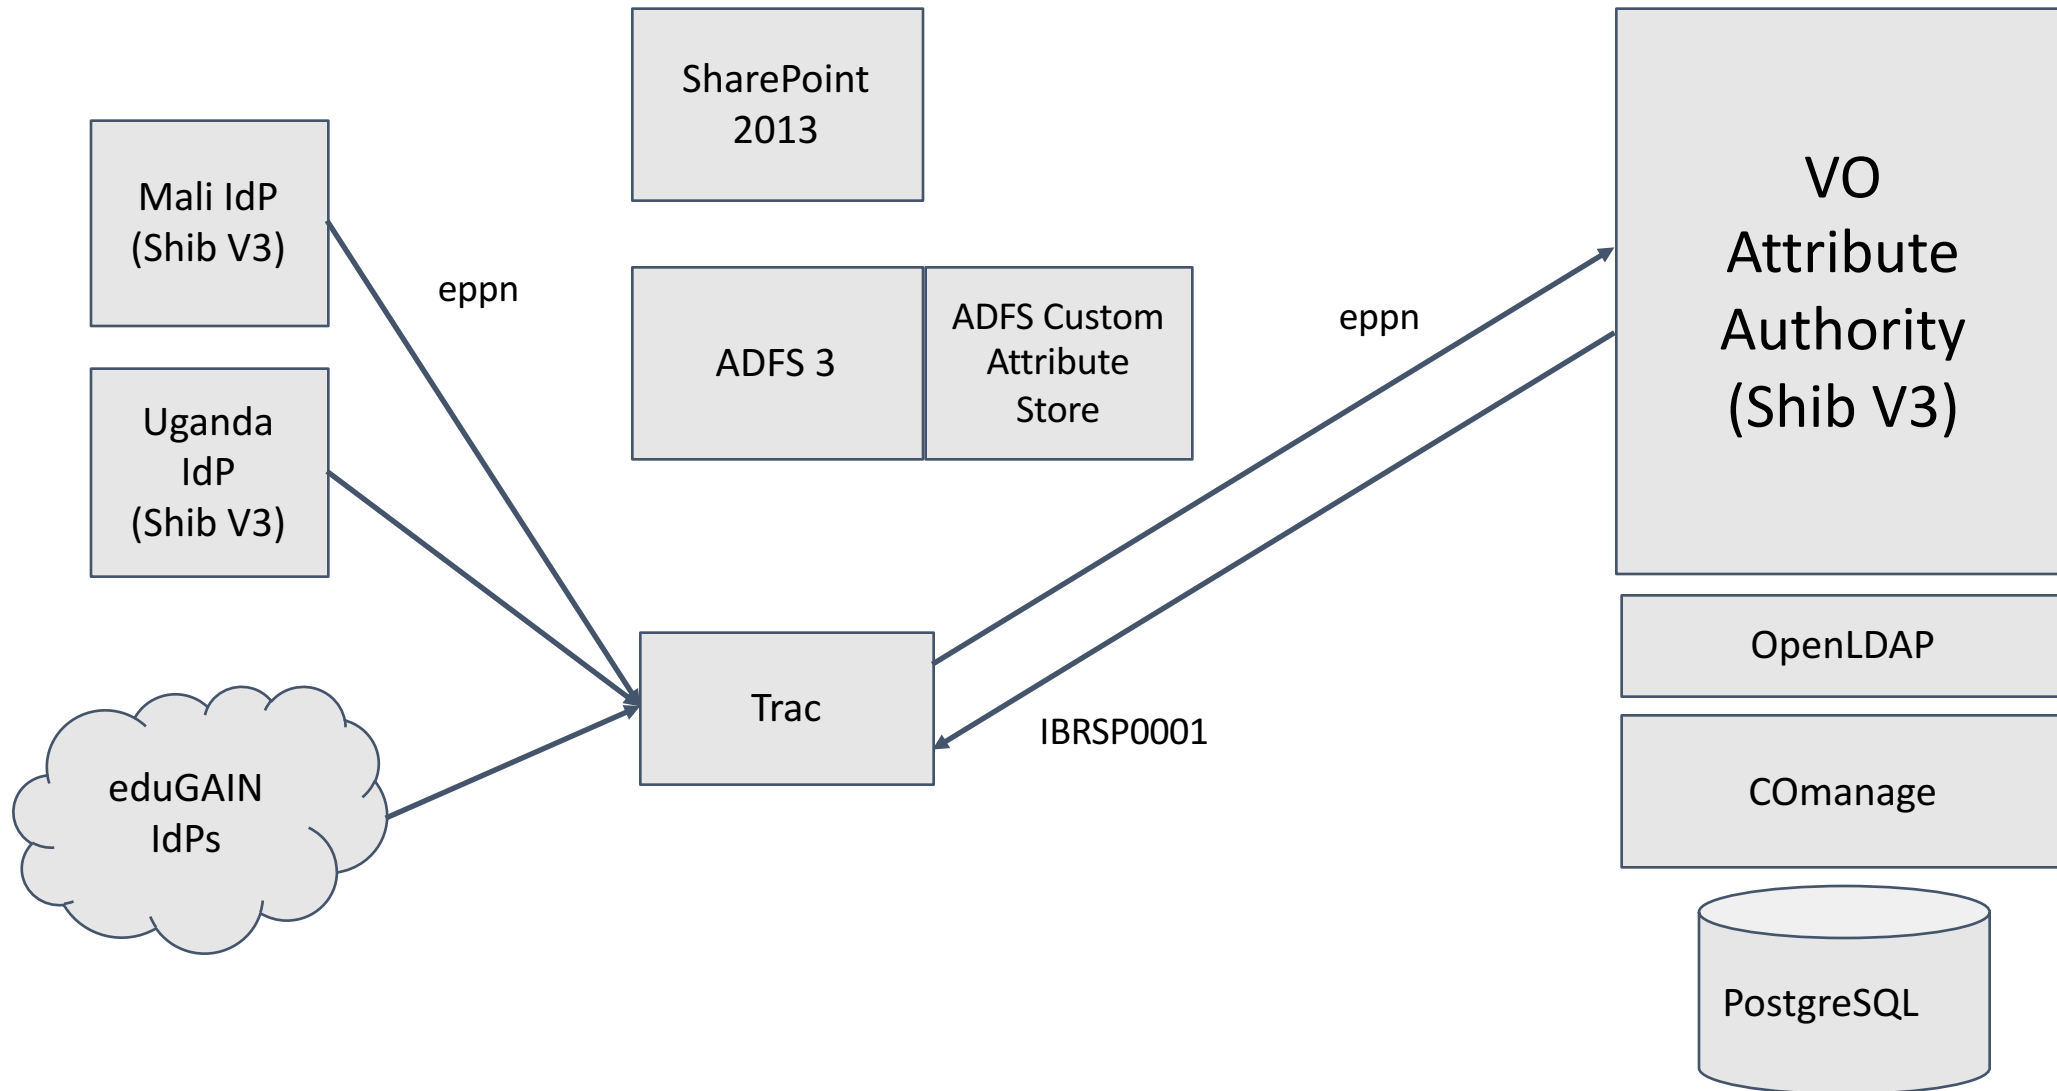 SharePoint
2013
Mali IdP
(Shib V3)
eppn
ADFS 3
ADFS Custom
Attribute
Store
eppn
VO
Attribute
Authority
(Shib V3)
Uganda
IdP
(Shib V3)
Trac
IBRSP0001
eduGAIN
IdPs
OpenLDAP
COmanage
PostgreSQL